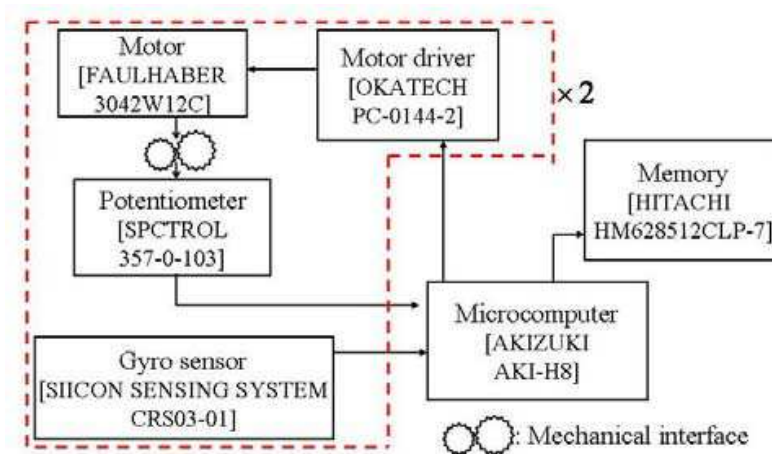 Motor
[FAULHABER
3042W12C]
Motor driver
[OKATECH
PC-0144-2]
×2
Memory
[HITACHI
HM628512CLP-7]
Potentiometer
[SPCTROL
357-0-103]
Microcomputer
[AKIZUKI
AKI-H8]
Gyro sensor
[SIICON SENSING SYSTEM
CRS03-01]
: Mechanical interface